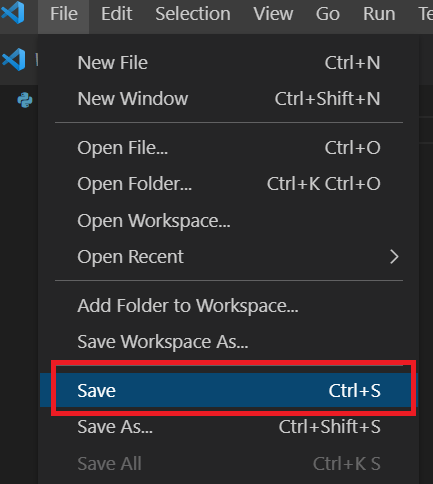 File Edit Selection View Go Run
New File Ctrl+N
New Window Ctrl+Shift+N
Open File... Ctrl+O
Open Folder... Ctrl+K Ctrl+O
Open Workspace...
Open Recent
Add Folder to Workspace...
Save Workspace As...
Save Ctrl+S
Save As... Ctrl+Shift+S
Save All Ctrl+K S